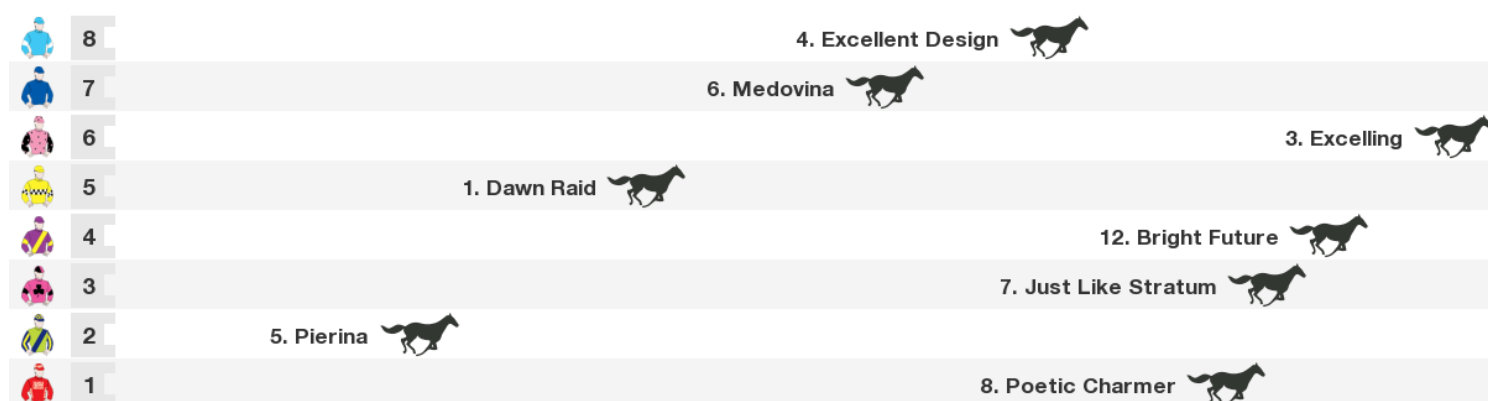 8 4. Excellent Design
7 6. Medovina
6 3. Excelling
5 1. Dawn Raid
4 12. Bright Future
3 7. Just Like Stratum
2 5. Pierina
1 8. Poetic Charmer